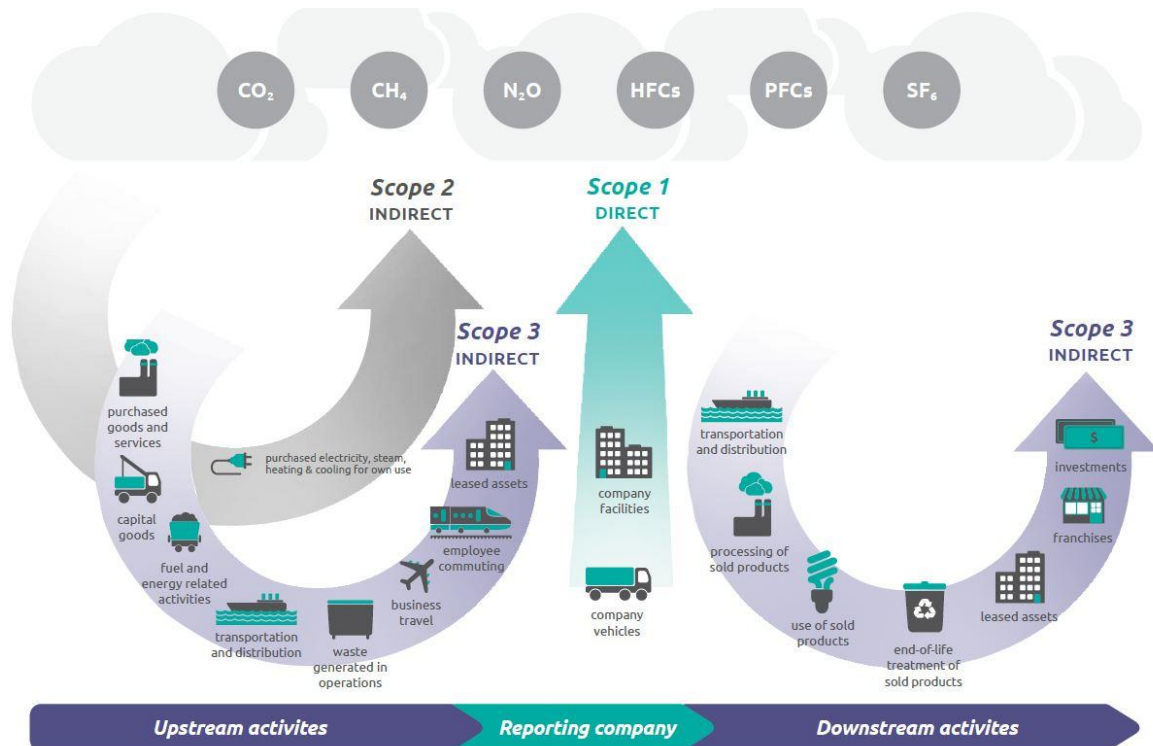 CO₂
CH₄
N₂O
HFCs
PFCs
SF₆
Scope 2
INDIRECT
Scope 1
DIRECT
Scope 3
INDIRECT
Scope 3
INDIRECT
purchased
goods and
services
capital
goods
fuel and
energy related
activities
purchased electricity, steam,
heating & cooling for own use
transportation
and distribution
waste
generated in
operations
business
travel
employee
commuting
leased assets
company
facilities
company
vehicles
transportation
and distribution
processing of
sold products
use of sold
products
end-of-life
treatment of
sold products
leased assets
franchises
$
investments
Upstream activites
Reporting company
Downstream activites